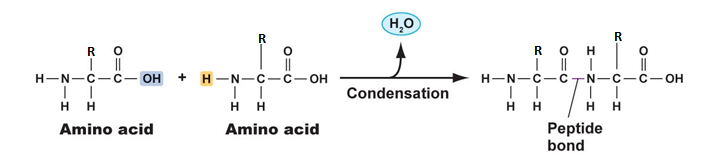 H₂O
R O
H–N–C–C–OH
H H
+
R
O
H–N–C–C–OH
H H
Condensation
R O H
R
O
H–N–C–C–N–C–C–OH
H H H H
Amino acid
Amino acid
Peptide
bond